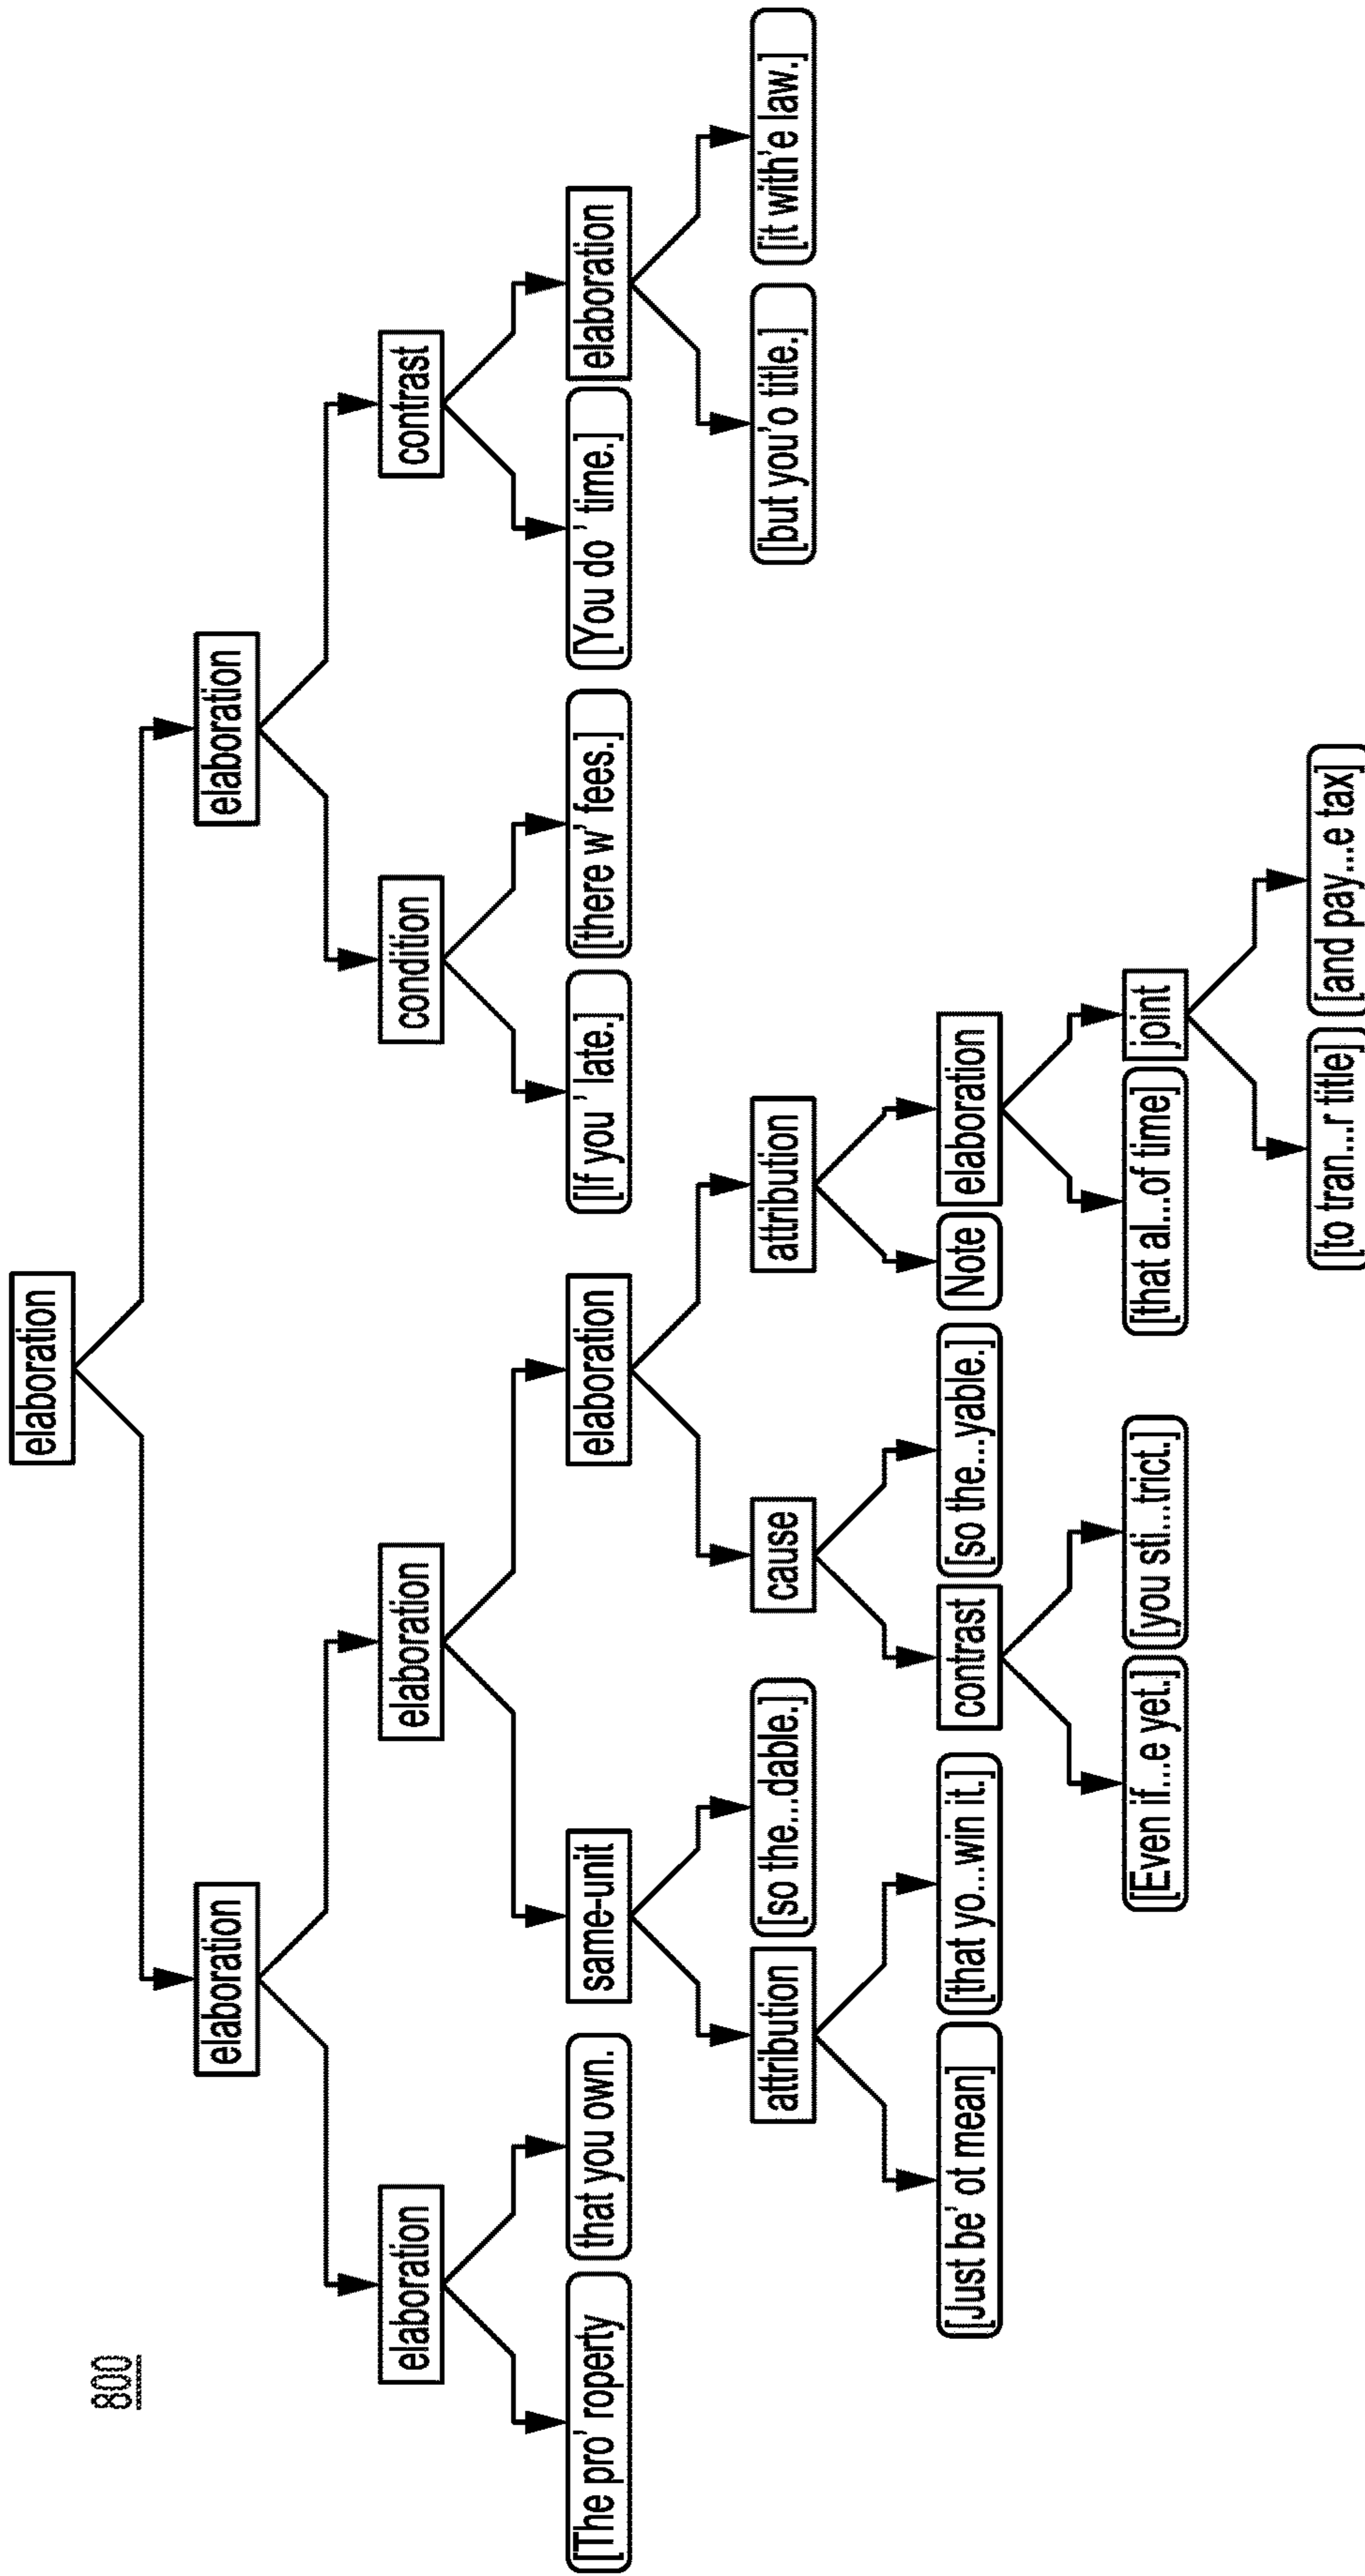 800
elaboration
elaboration
elaboration
elaboration
elaboration
condition
contrast
[The pro' roperty
that you own.
same-unit
elaboration
[If you ' late.]
[there w' fees.]
[You do ' time.]
elaboration
attribution
[so the...dable.]
cause
attribution
[but you'o title.]
[it with'e law.]
[Just be' ot mean]
[that yo...win it.]
contrast
[so the...yable.]
Note
elaboration
[Even if...e yet.]
[you sti...trict.]
[that al...of time]
joint
[to tran...r title]
[and pay...e tax]